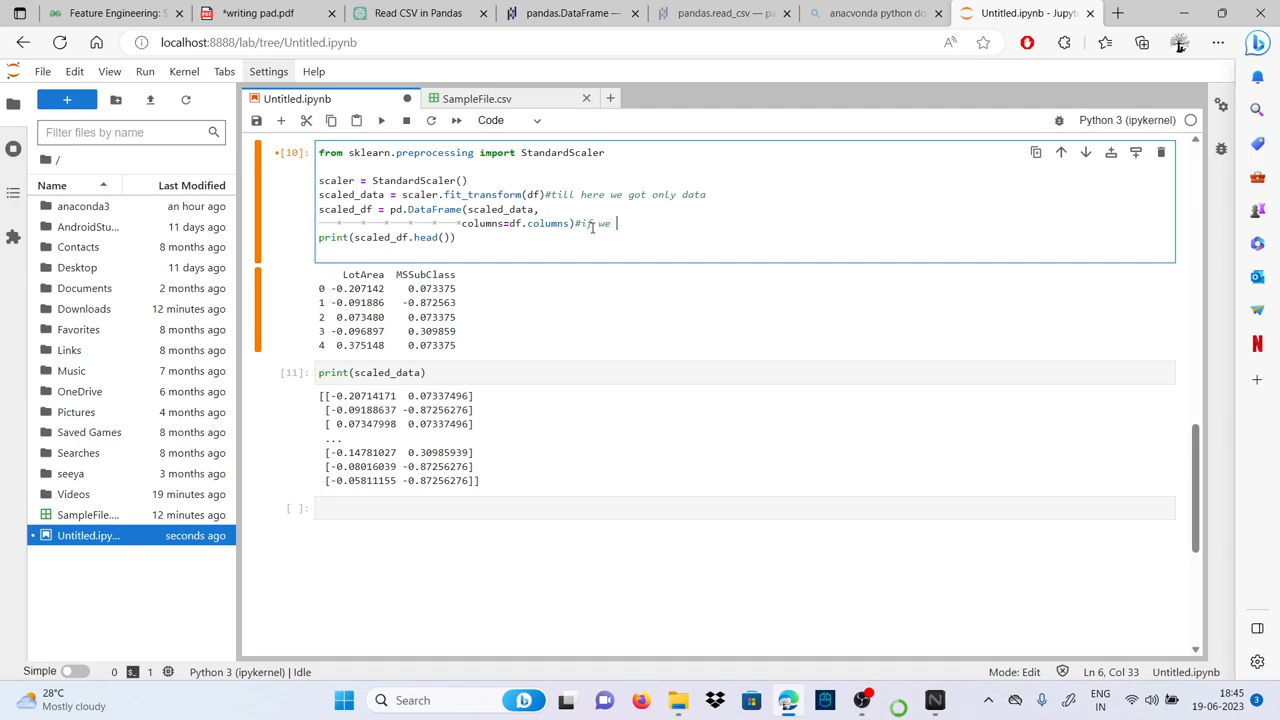 Feature Engineering: S
*writing pad.pdf
Read CSV in Pandas
pandas.DataFrame —
pandas.read_csv — pa
anacvonda python do
Untitled.ipynb - Jupyte
localhost:8888/lab/tree/Untitled.ipynb
File Edit View Run Kernel Tabs Settings Help
Untitled.ipynb
SampleFile.csv
Filter files by name
Code
Python 3 (ipykernel)
/
Name Last Modified
anaconda3 an hour ago
AndroidStu... 11 days ago
Contacts 8 months ago
Desktop 11 days ago
Documents 2 months ago
Downloads 12 minutes ago
Favorites 8 months ago
Links 8 months ago
Music 7 months ago
OneDrive 6 months ago
Pictures 4 months ago
Saved Games 8 months ago
Searches 8 months ago
seeya 3 months ago
Videos 19 minutes ago
SampleFile.... 12 minutes ago
Untitled.ipy... seconds ago
[10]: from sklearn.preprocessing import StandardScaler
scaler = StandardScaler()
scaled_data = scaler.fit_transform(df)#till here we got only data
scaled_df = pd.DataFrame(scaled_data,
columns=df.columns)#if we
print(scaled_df.head())
LotArea MSSubClass
0 -0.207142 0.073375
1 -0.091886 -0.872563
2 0.073480 0.073375
3 -0.096897 0.309859
4 0.375148 0.073375
[11]: print(scaled_data)
[[-0.20714171 0.07337496]
[-0.09188637 -0.87256276]
[ 0.07347998 0.07337496]
...
[-0.14781027 0.30985939]
[-0.08016039 -0.87256276]
[-0.05811155 -0.87256276]]
[ ]:
Simple 0 1 Python 3 (ipykernel) | Idle
Mode: Edit Ln 6, Col 33 Untitled.ipynb
28°C
Mostly cloudy
Search
ENG
IN
18:45
19-06-2023
3